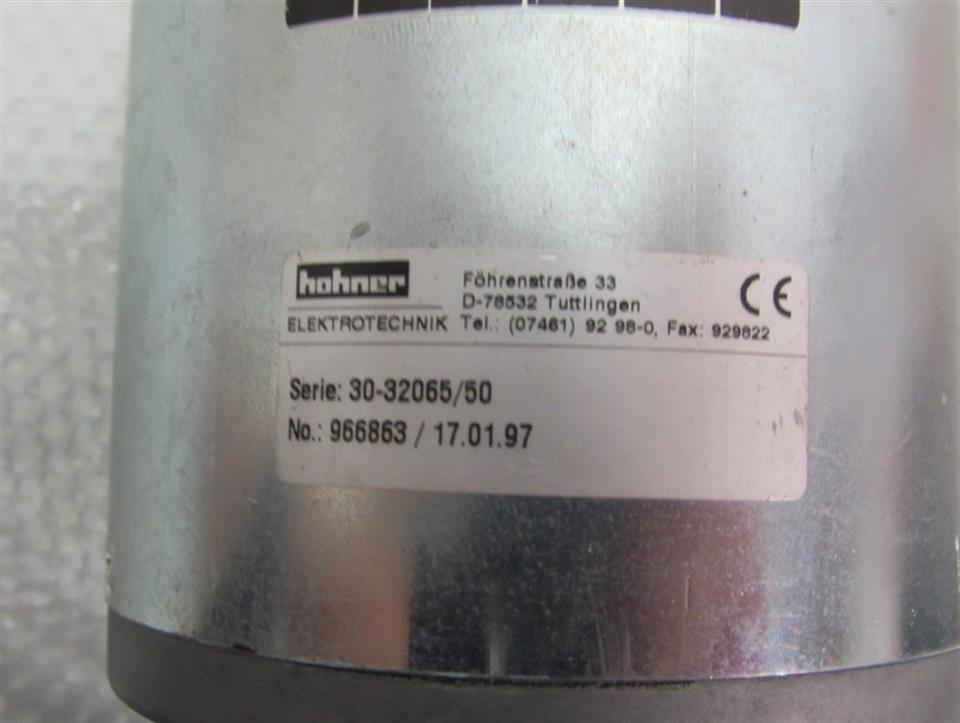 hohner
ELEKTROTECHNIK
Föhrenstraße 33
D-78532 Tuttlingen
Tel.: (07461) 92 98-0, Fax: 929822
CE
Serie: 30-32065/50
No.: 966863 / 17.01.97